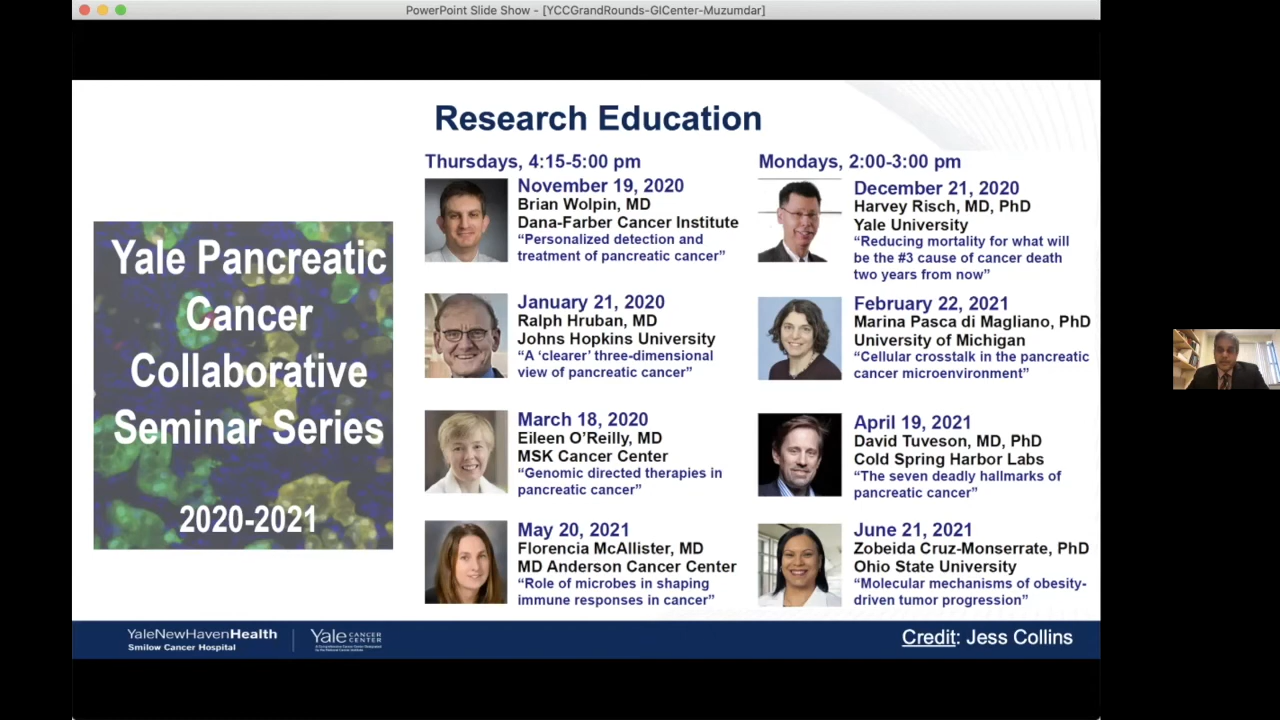 PowerPoint Slide Show - [YCCGrandRounds-GICenter-Muzumdar]
Research Education
Yale Pancreatic
Cancer
Collaborative
Seminar Series
2020-2021
Thursdays, 4:15-5:00 pm
November 19, 2020
Brian Wolpin, MD
Dana-Farber Cancer Institute
“Personalized detection and
treatment of pancreatic cancer”
January 21, 2020
Ralph Hruban, MD
Johns Hopkins University
“A ‘clearer’ three-dimensional
view of pancreatic cancer”
March 18, 2020
Eileen O’Reilly, MD
MSK Cancer Center
“Genomic directed therapies in
pancreatic cancer”
May 20, 2021
Florencia McAllister, MD
MD Anderson Cancer Center
“Role of microbes in shaping
immune responses in cancer”
Mondays, 2:00-3:00 pm
December 21, 2020
Harvey Risch, MD, PhD
Yale University
“Reducing mortality for what will
be the #3 cause of cancer death
two years from now”
February 22, 2021
Marina Pasca di Magliano, PhD
University of Michigan
“Cellular crosstalk in the pancreatic
cancer microenvironment”
April 19, 2021
David Tuveson, MD, PhD
Cold Spring Harbor Labs
“The seven deadly hallmarks of
pancreatic cancer”
June 21, 2021
Zobeida Cruz-Monserrate, PhD
Ohio State University
“Molecular mechanisms of obesity-
driven tumor progression”
YaleNewHavenHealth
Smilow Cancer Hospital
Yale CANCER CENTER
Credit: Jess Collins